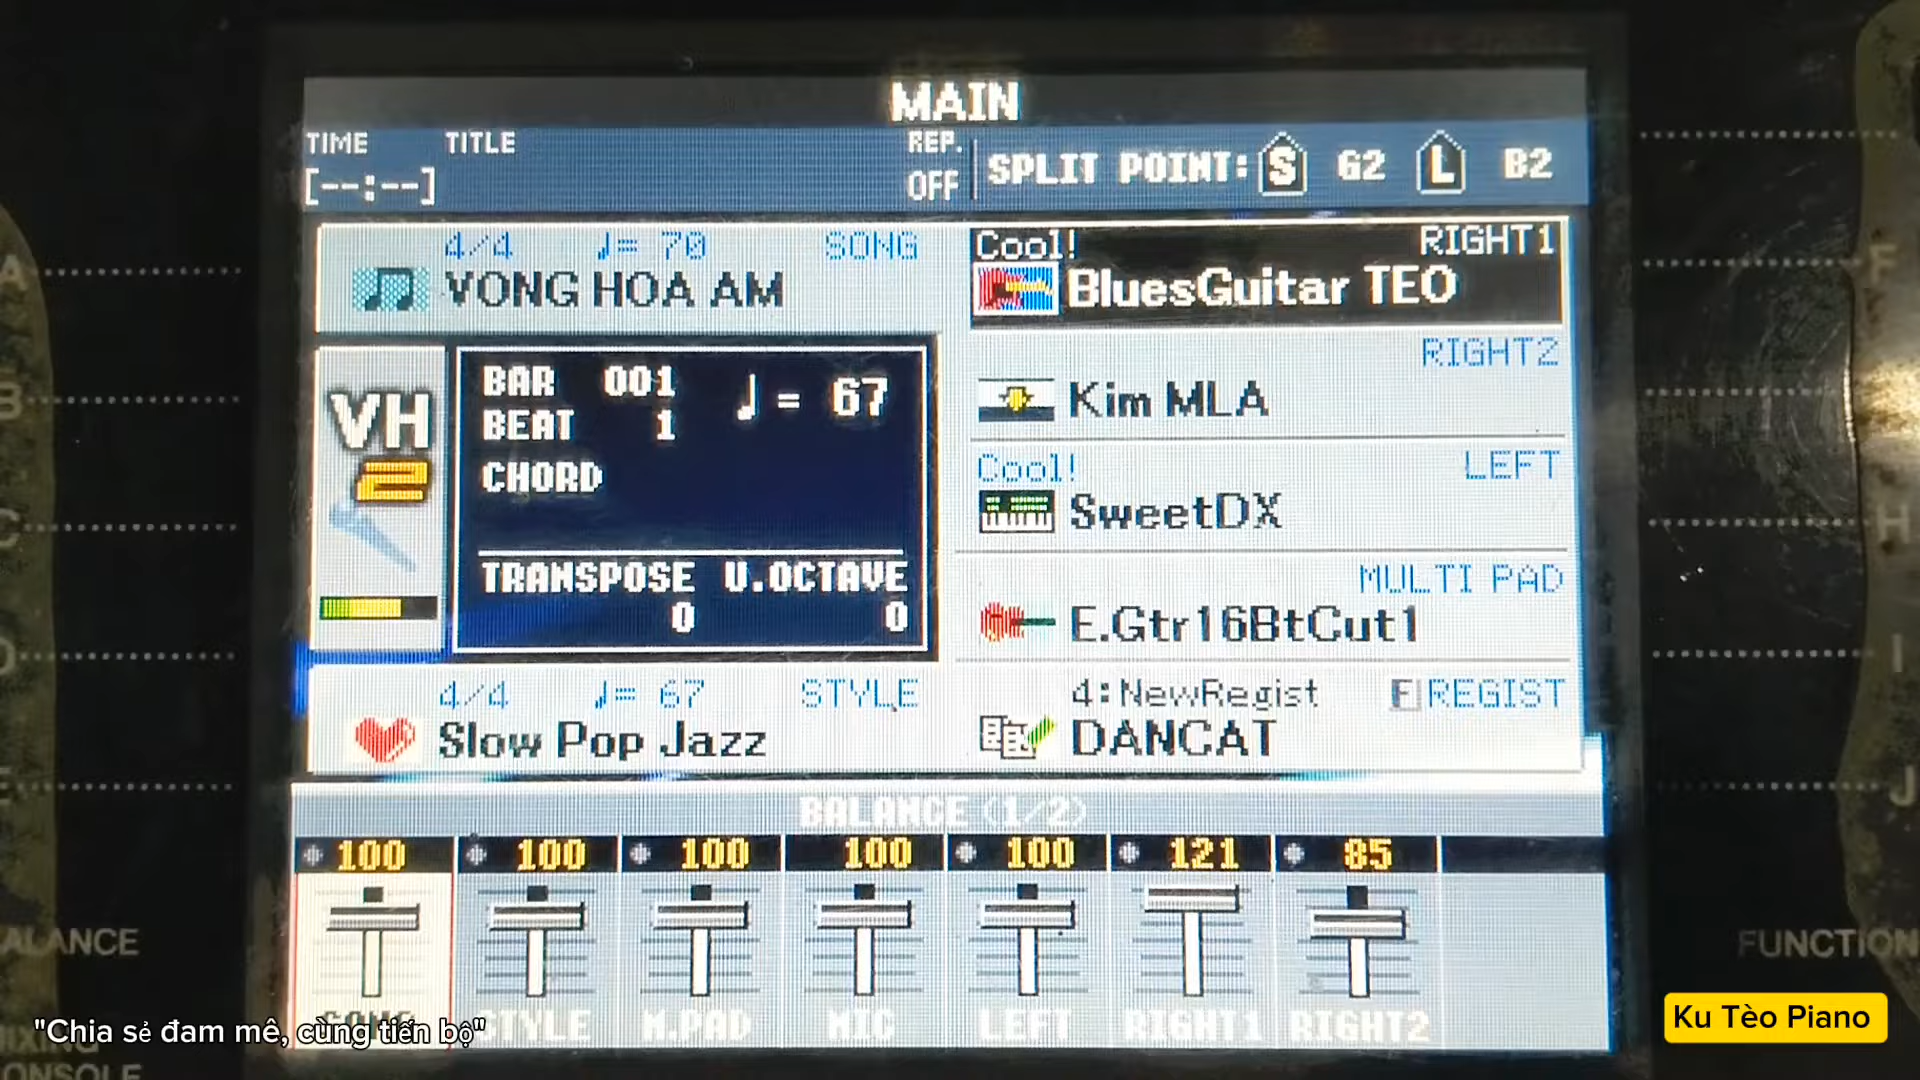 MAIN
TIME TITLE REP.
[--:--] OFF
SPLIT POINT: S G2 L B2
4/4 ♩= 70 SONG
VONG HOA AM
Cool! RIGHT1
BluesGuitar TEO
RIGHT2
Kim MLA
VH
2
BAR 001 ♩ = 67
BEAT 1
CHORD
TRANSPOSE U.OCTAVE
0 0
Cool! LEFT
SweetDX
MULTI PAD
E.Gtr16BtCut1
4/4 ♩= 67 STYLE
Slow Pop Jazz
4:NewRegist F REGIST
DANCAT
BALANCE (1/2)
100 100 100 100 100 121 85
STYLE M.PAD MIC LEFT RIGHT1 RIGHT2
A
B
C
D
E
F
H
I
J
ALANCE
FUNCTION
"Chia sẻ đam mê, cùng tiến bộ"
Ku Tèo Piano